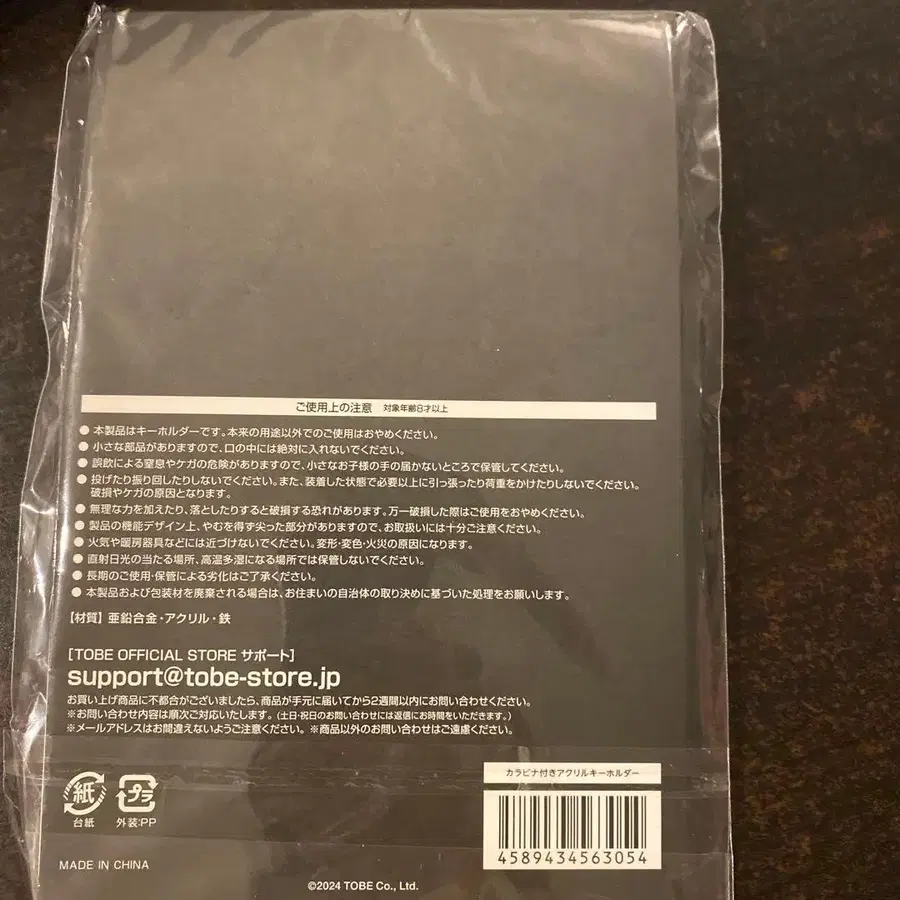 ご使用上の注意 対象年齢8才以上
● 本製品はキーホルダーです。本来の用途以外でのご使用はおやめください。
● 小さな部品がありますので、口の中には絶対に入れないでください。
● 誤飲による窒息やケガの危険がありますので、小さなお子様の手の届かないところで保管してください。
● 投げたり振り回したりしないでください。また、装着した状態で必要以上に引っ張ったり荷重をかけたりしないでください。
破損やケガの原因となります。
● 無理な力を加えたり、落としたりすると破損する恐れがあります。万一破損した際はご使用をおやめください。
● 製品の機能デザイン上、やむを得ず尖った部分がありますので、お取扱いには十分ご注意ください。
● 火気や暖房器具などには近づけないでください。変形・変色・火災の原因になります。
● 直射日光の当たる場所、高温多湿になる場所では保管しないでください。
● 長期のご使用・保管による劣化はご了承ください。
● 本製品および包装材を廃棄される場合は、お住まいの自治体の取り決めに基づいた処理をお願いします。
【材質】亜鉛合金・アクリル・鉄
[TOBE OFFICIAL STORE サポート]
support@tobe-store.jp
お買い上げ商品に不都合がございましたら、商品が手元に届いてから2週間以内にお問い合わせください。
※お問い合わせ内容は順次ご対応いたします。(土日・祝日のお問い合わせには返信にお時間をいただきます。)
※メールアドレスはお間違えないようご注意ください。※商品以外のお問い合わせはご遠慮ください。
カラビナ付きアクリルキーホルダー
紙 プラ
台紙 外装:PP
4589434563054
MADE IN CHINA
©2024 TOBE Co., Ltd.